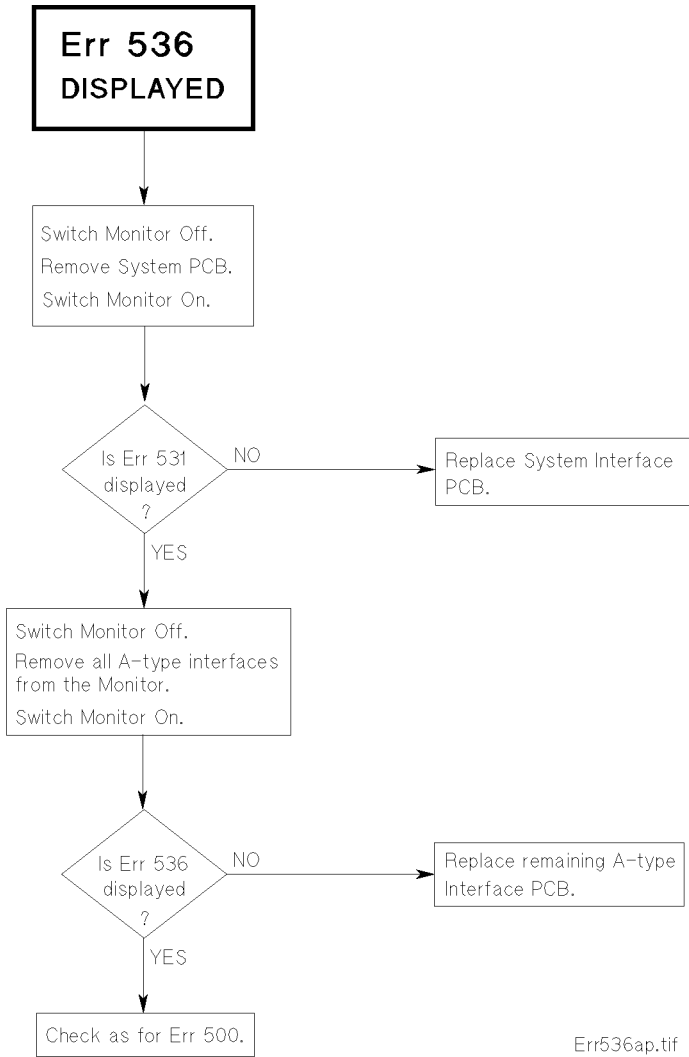 Err 536
DISPLAYED
Switch Monitor Off.
Remove System PCB.
Switch Monitor On.
Is Err 531
displayed
?
NO
Replace System Interface
PCB.
YES
Switch Monitor Off.
Remove all A-type interfaces
from the Monitor.
Switch Monitor On.
Is Err 536
displayed
?
NO
Replace remaining A-type
Interface PCB.
YES
Check as for Err 500.
Err536ap.tif